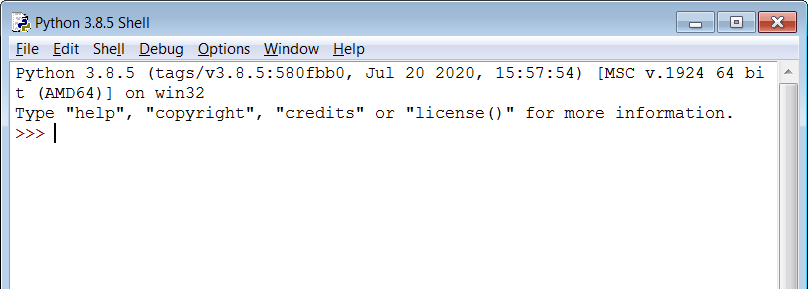 Python 3.8.5 Shell
File Edit Shell Debug Options Window Help
Python 3.8.5 (tags/v3.8.5:580fbb0, Jul 20 2020, 15:57:54) [MSC v.1924 64 bi
t (AMD64)] on win32
Type "help", "copyright", "credits" or "license()" for more information.
>>>